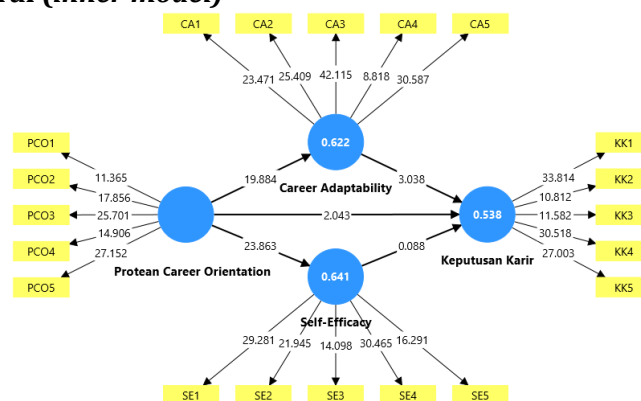 (inner model)
CA1 CA2 CA3 CA4 CA5
23.471 25.409 42.115 8.818 30.587
PCO1
PCO2
PCO3
PCO4
PCO5
11.365
17.856
25.701
14.906
27.152
Protean Career Orientation
19.884
2.043
23.863
0.622
Career Adaptability
3.038
0.088
0.641
Self-Efficacy
0.538
Keputusan Karir
33.814
10.812
11.582
30.518
27.003
KK1
KK2
KK3
KK4
KK5
29.281 21.945 14.098 30.465 16.291
SE1 SE2 SE3 SE4 SE5